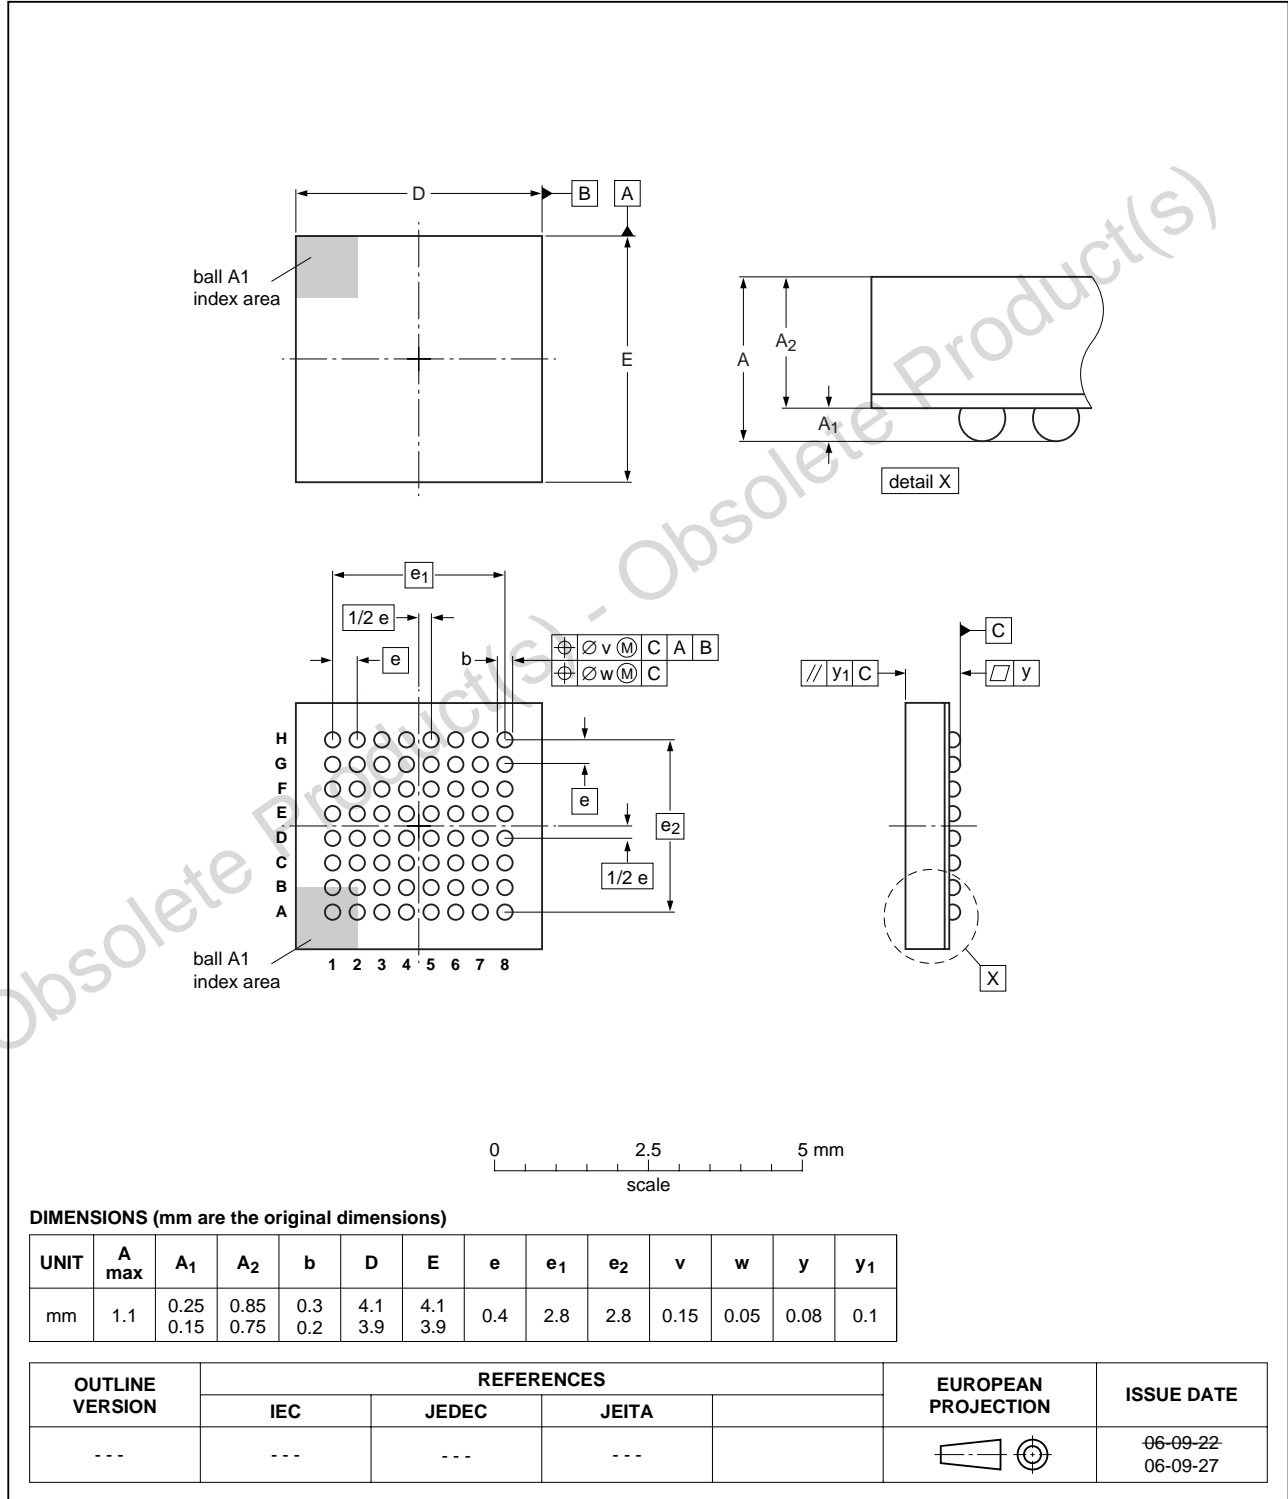 Obsolete Product(s) - Obsolete Product(s)
D
B
A
ball A1
index area
E
A
A2
A1
detail X
e1
1/2 e
e
b
⌖ ∅ v Ⓜ C A B
⌖ ∅ w Ⓜ C
C
// y1 C
▱ y
H
G
F
E
D
C
B
A
e
e2
1/2 e
ball A1
index area
1 2 3 4 5 6 7 8
X
0 2.5 5 mm
scale
DIMENSIONS (mm are the original dimensions)
UNIT A max A1 A2 b D E e e1 e2 v w y y1
mm 1.1 0.25 0.15 0.85 0.75 0.3 0.2 4.1 3.9 4.1 3.9 0.4 2.8 2.8 0.15 0.05 0.08 0.1
OUTLINE VERSION REFERENCES EUROPEAN PROJECTION ISSUE DATE
IEC JEDEC JEITA
- - - - - - - - - - - - 06-09-22
06-09-27